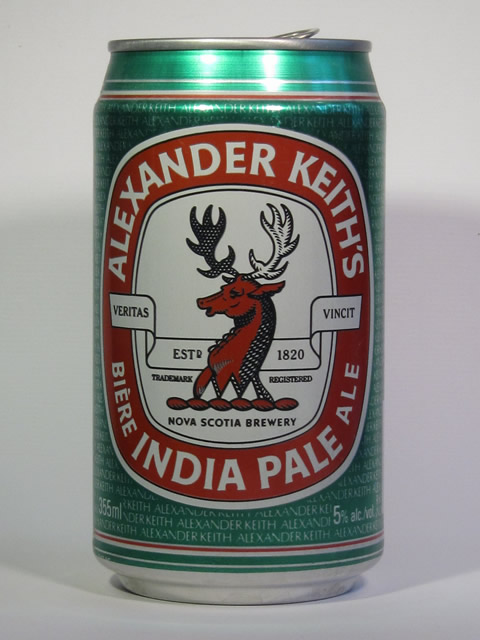 ALEXANDER KEITH'S
VERITAS VINCIT
ESTD 1820
TRADEMARK REGISTERED
NOVA SCOTIA BREWERY
BIÈRE INDIA PALE ALE
355ml 5% alc./vol.
ALEXANDER KEITH ALEXANDER KEITH